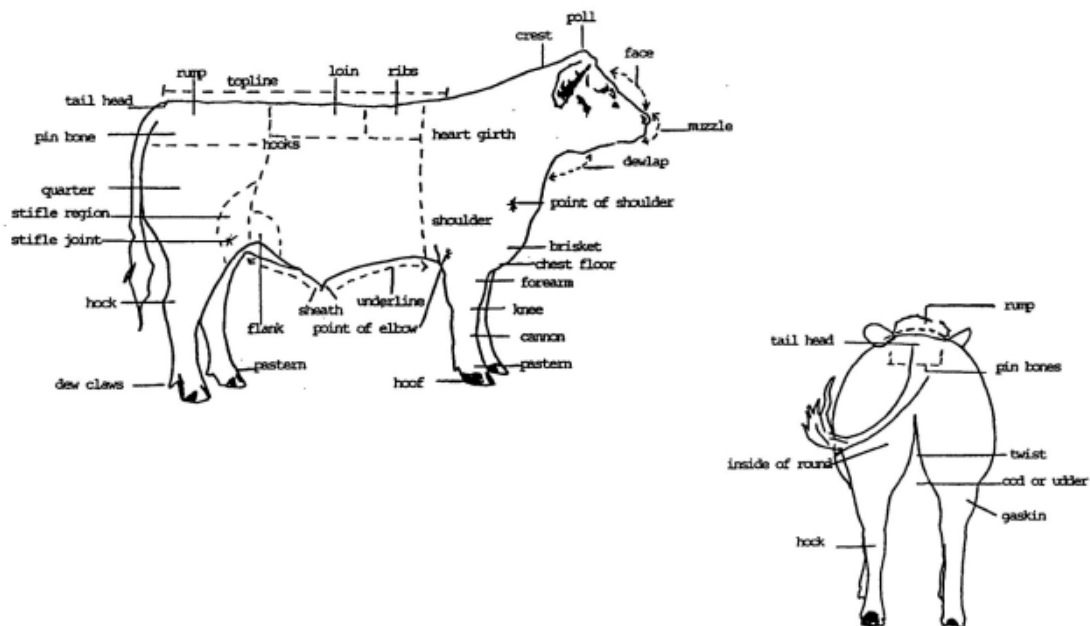 poll
crest
face
rump
topline
loin
ribs
tail head
muzzle
pin bone
hooks
heart girth
dewlap
quarter
point of shoulder
stifle region
shoulder
stifle joint
brisket
chest floor
forearm
hock
underline
sheath
knee
flank
point of elbow
cannon
pastern
pastern
dew claws
hoof
rump
tail head
pin bones
twist
inside of round
cod or udder
gaskin
hock